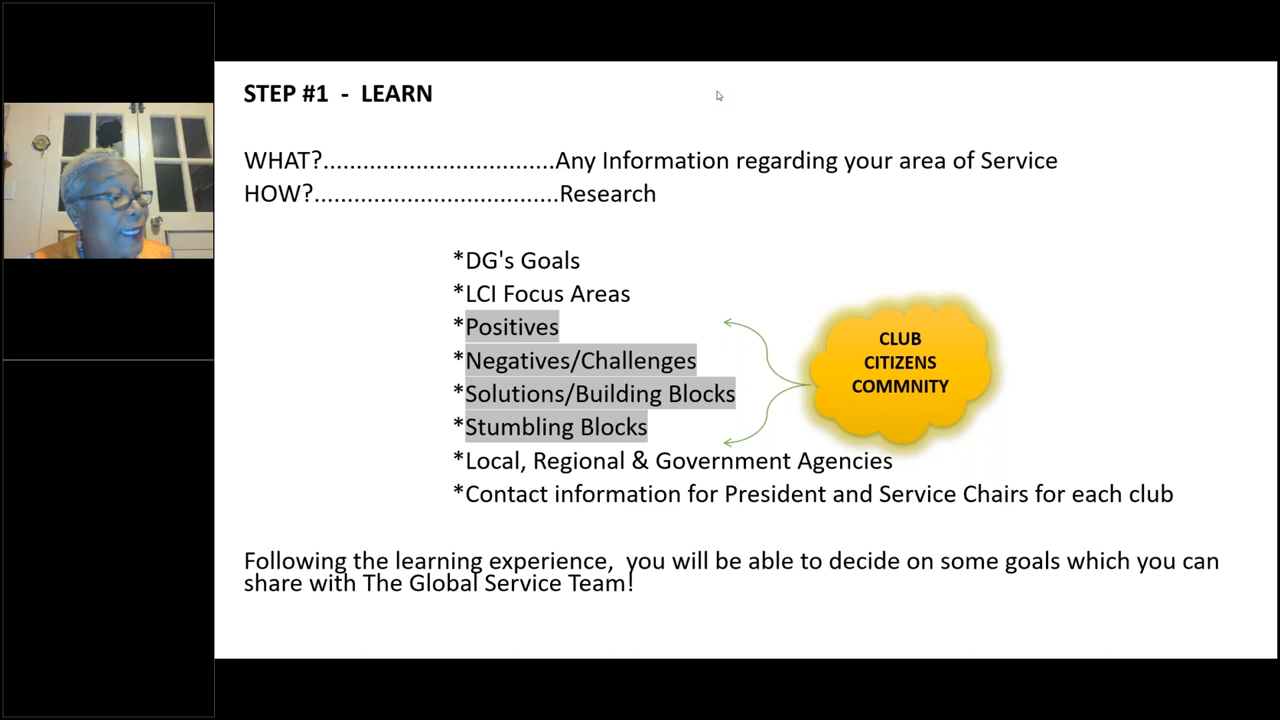 STEP #1 - LEARN
WHAT?...................................Any Information regarding your area of Service
HOW?.....................................Research
*DG's Goals
*LCI Focus Areas
*Positives
*Negatives/Challenges
*Solutions/Building Blocks
*Stumbling Blocks
*Local, Regional & Government Agencies
*Contact information for President and Service Chairs for each club
CLUB
CITIZENS
COMMNITY
Following the learning experience, you will be able to decide on some goals which you can
share with The Global Service Team!